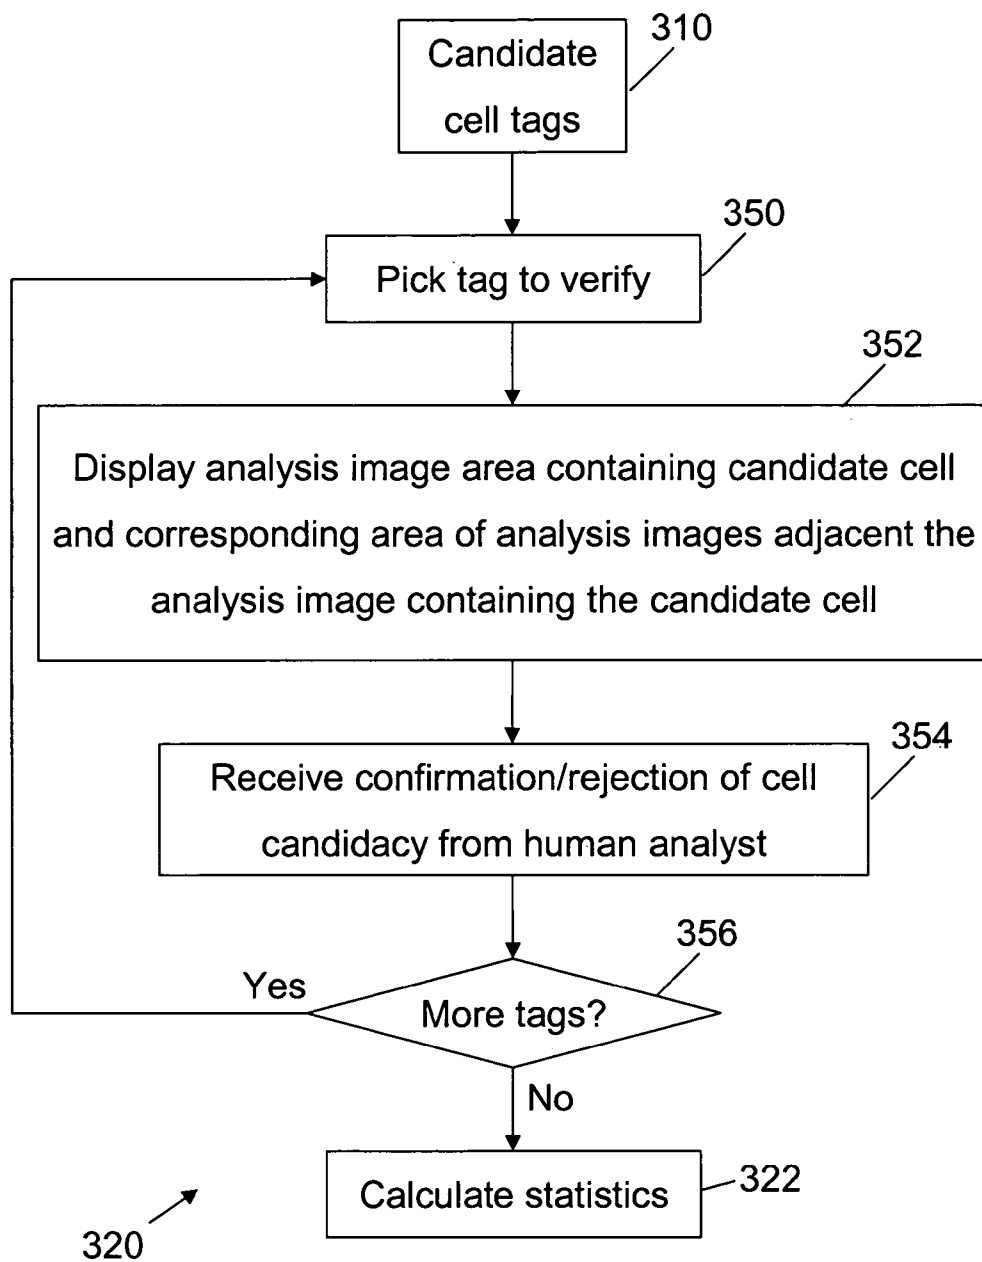 310
Candidate
cell tags
350
Pick tag to verify
352
Display analysis image area containing candidate cell
and corresponding area of analysis images adjacent the
analysis image containing the candidate cell
354
Receive confirmation/rejection of cell
candidacy from human analyst
356
Yes
More tags?
No
322
Calculate statistics
320